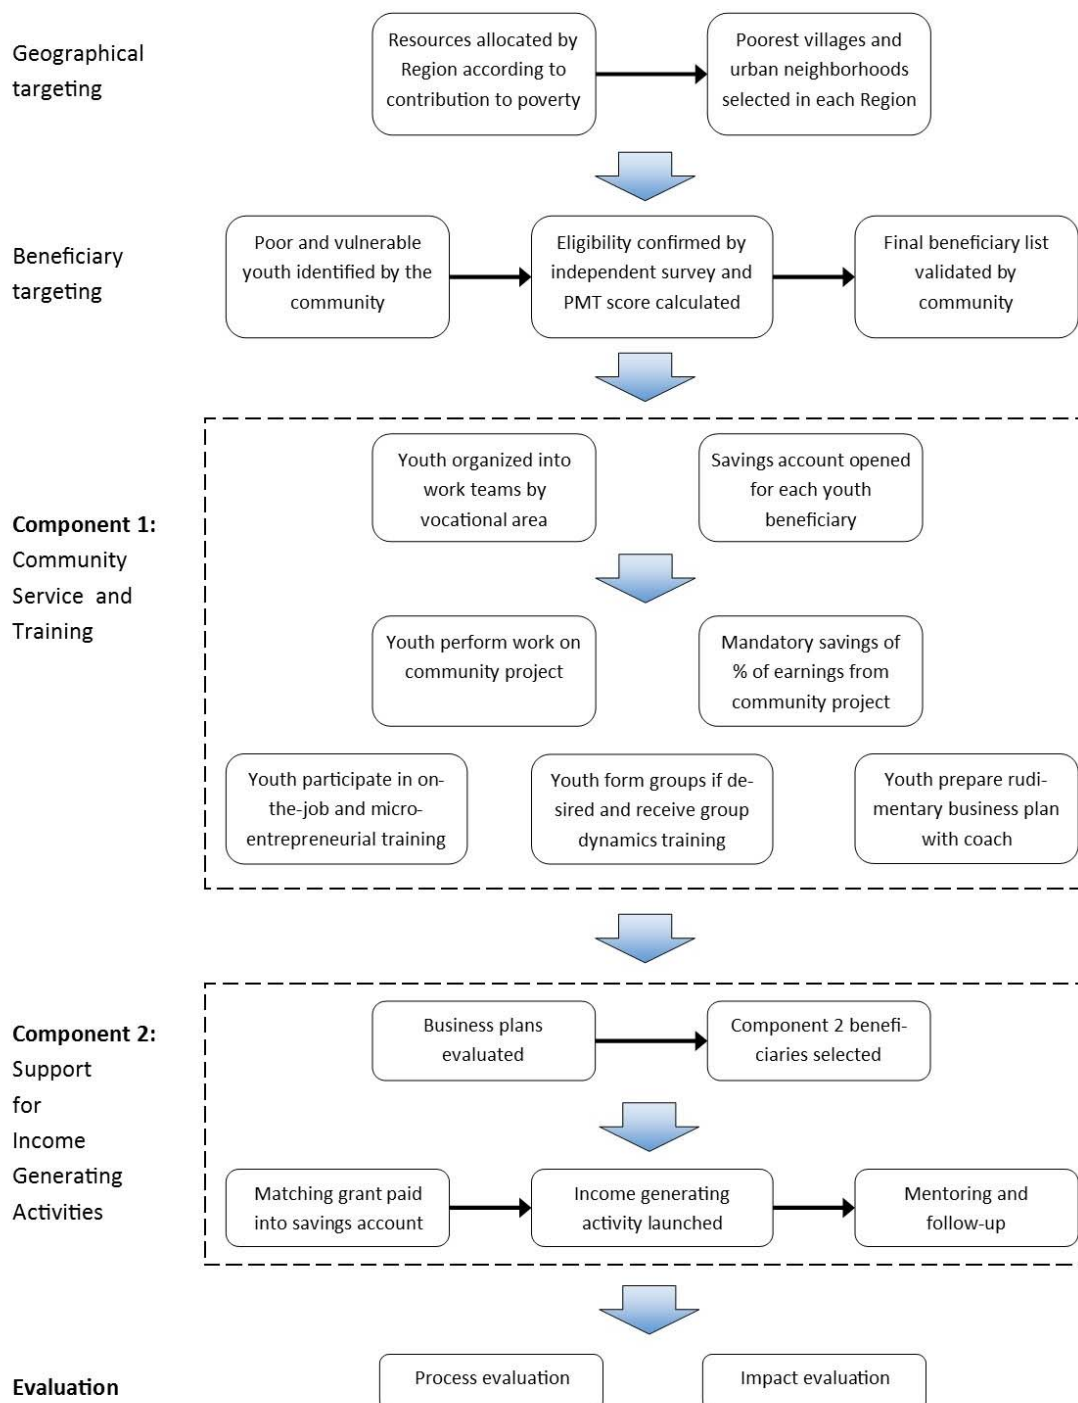 Geographical
targeting
Resources allocated by
Region according to
contribution to poverty
Poorest villages and
urban neighborhoods
selected in each Region
Beneficiary
targeting
Poor and vulnerable
youth identified by the
community
Eligibility confirmed by
independent survey and
PMT score calculated
Final beneficiary list
validated by
community
Component 1:
Community
Service and
Training
Youth organized into
work teams by
vocational area
Savings account opened
for each youth
beneficiary
Youth perform work on
community project
Mandatory savings of
% of earnings from
community project
Youth participate in on-
the-job and micro-
entrepreneurial training
Youth form groups if de-
sired and receive group
dynamics training
Youth prepare rudi-
mentary business plan
with coach
Component 2:
Support
for
Income
Generating
Activities
Business plans
evaluated
Component 2 benefi-
ciaries selected
Matching grant paid
into savings account
Income generating
activity launched
Mentoring and
follow-up
Evaluation
Process evaluation
Impact evaluation